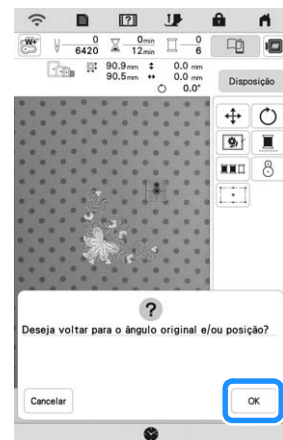 W+
0
6420
0min
12min
0
6
90.9mm
90.5mm
0.0 mm
0.0 mm
0.0°
Disposição
?
Deseja voltar para o ângulo original e/ou posição?
Cancelar
OK